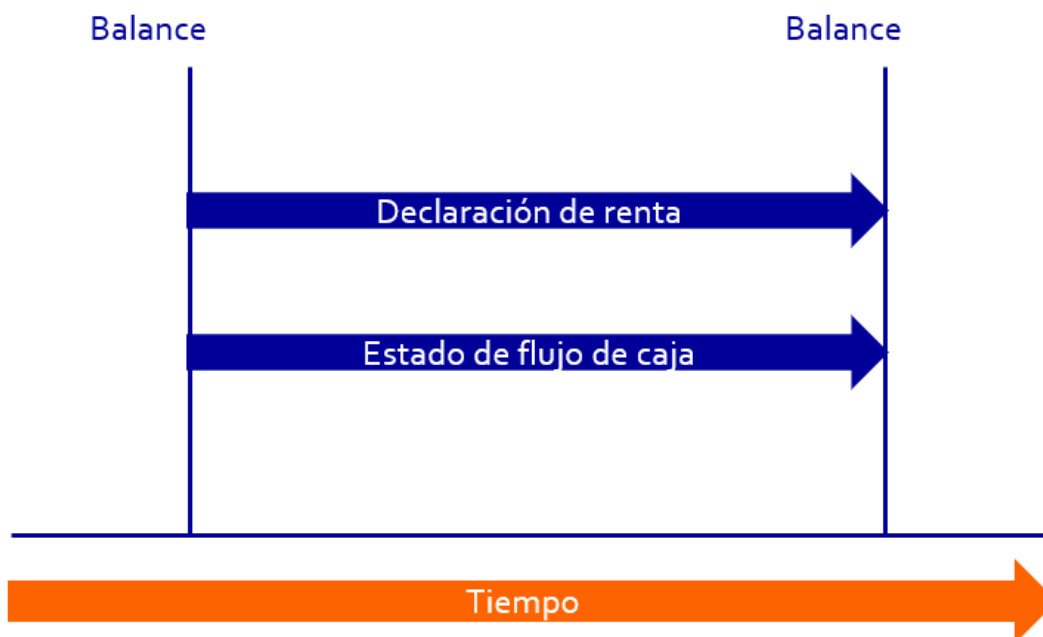 Balance
Balance
Declaración de renta
Estado de flujo de caja
Tiempo